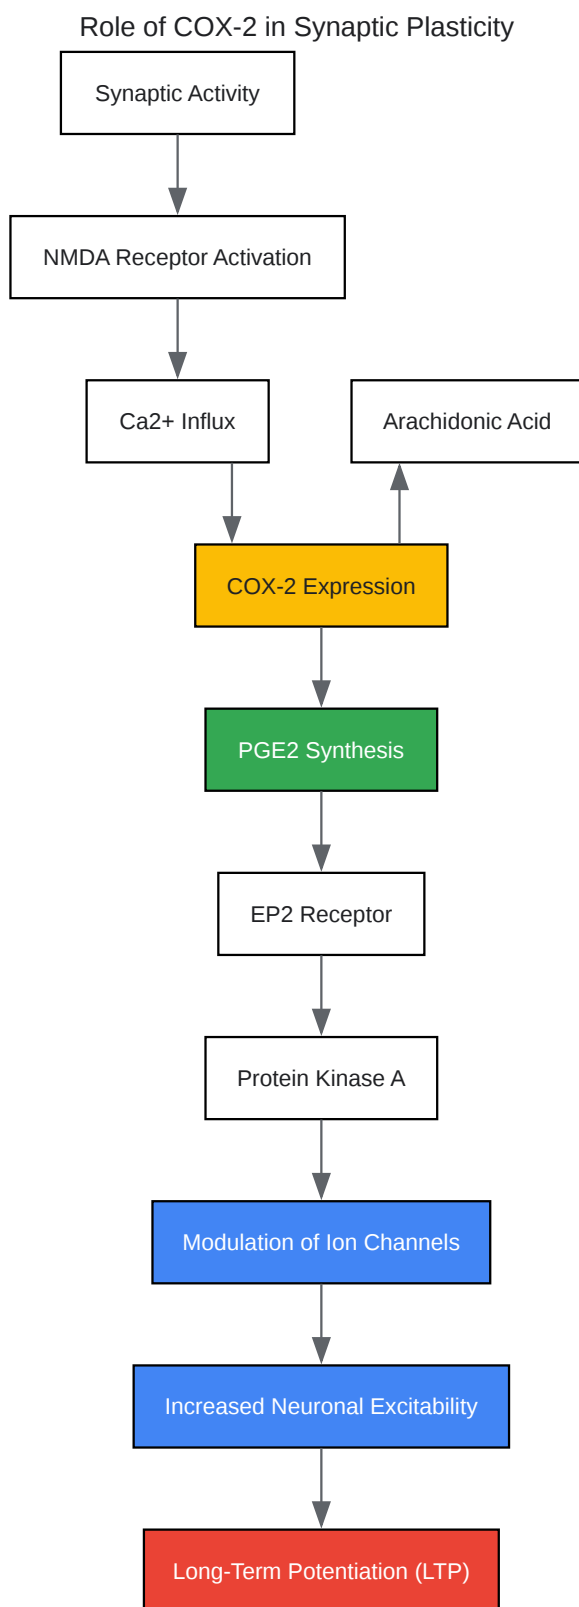 Role of COX-2 in Synaptic Plasticity
Synaptic Activity
NMDA Receptor Activation
Ca2+ Influx
Arachidonic Acid
COX-2 Expression
PGE2 Synthesis
EP2 Receptor
Protein Kinase A
Modulation of Ion Channels
Increased Neuronal Excitability
Long-Term Potentiation (LTP)